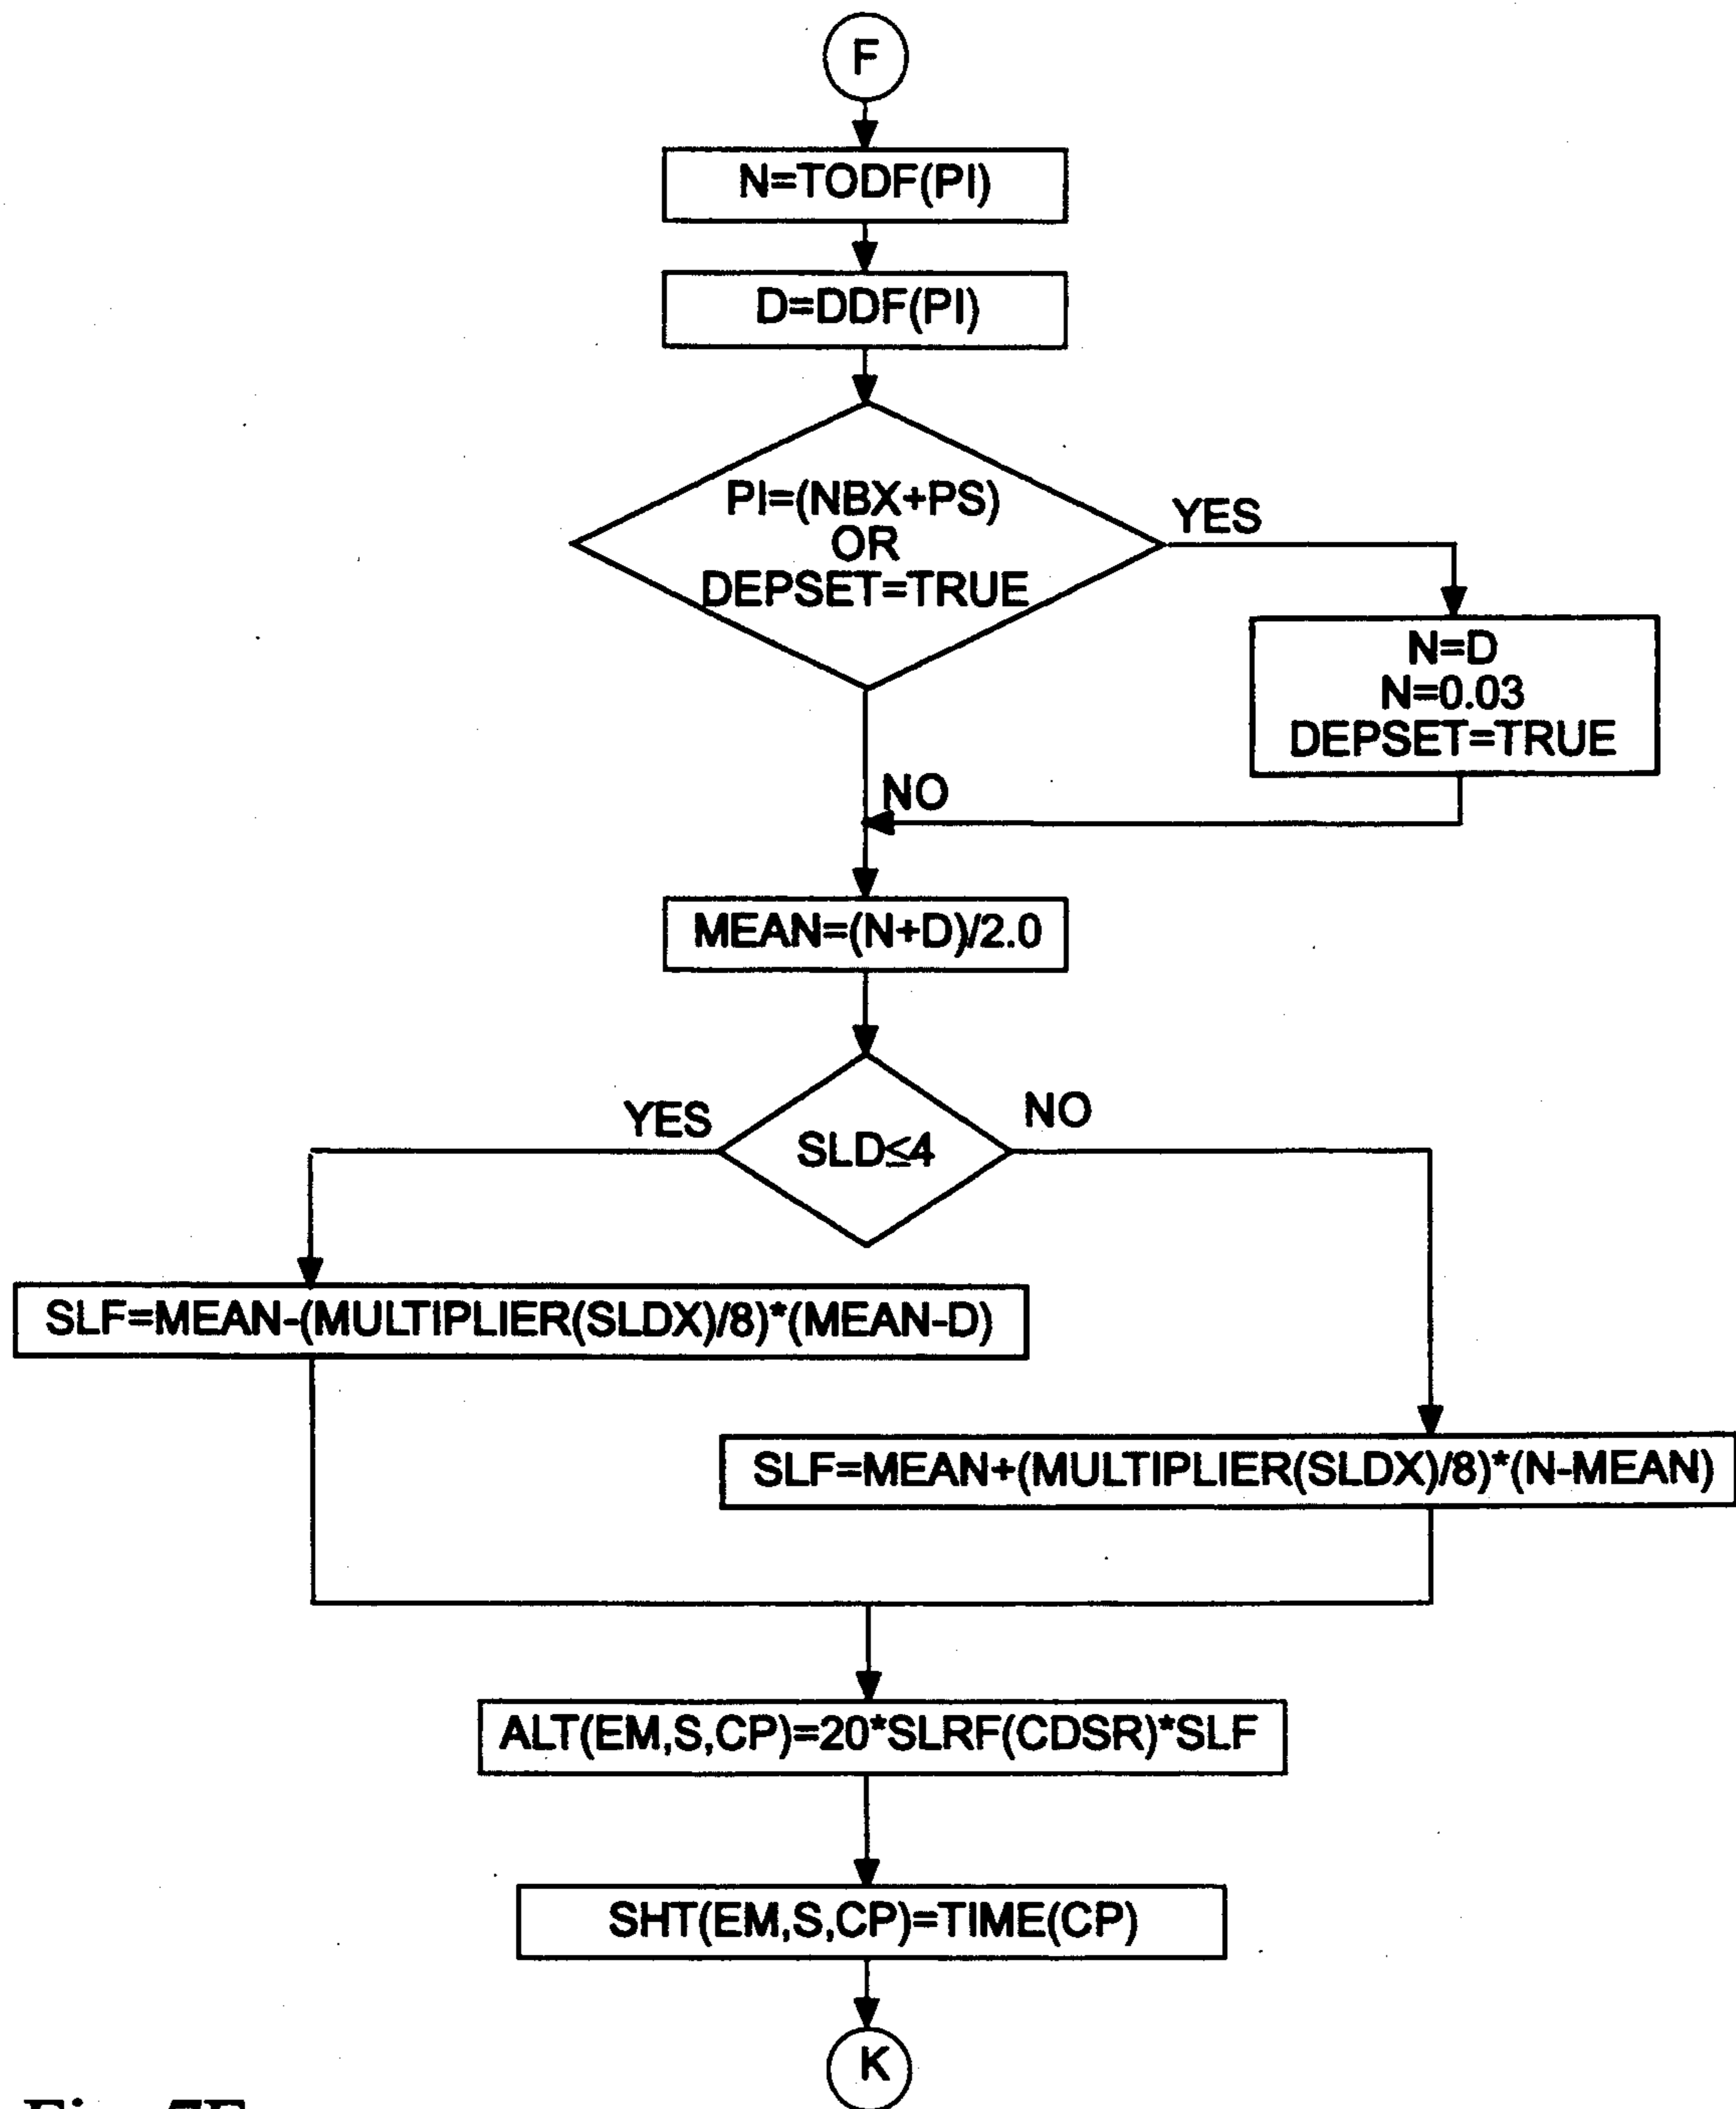 F
N=TODF(PI)
D=DDF(PI)
PI=(NBX+PS)
OR
DEPSET=TRUE
YES
N=D
N=0.03
DEPSET=TRUE
NO
MEAN=(N+D)/2.0
YES
SLD≤4
NO
SLF=MEAN-(MULTIPLIER(SLDX)/8)*(MEAN-D)
SLF=MEAN+(MULTIPLIER(SLDX)/8)*(N-MEAN)
ALT(EM,S,CP)=20*SLRF(CDSR)*SLF
SHT(EM,S,CP)=TIME(CP)
K